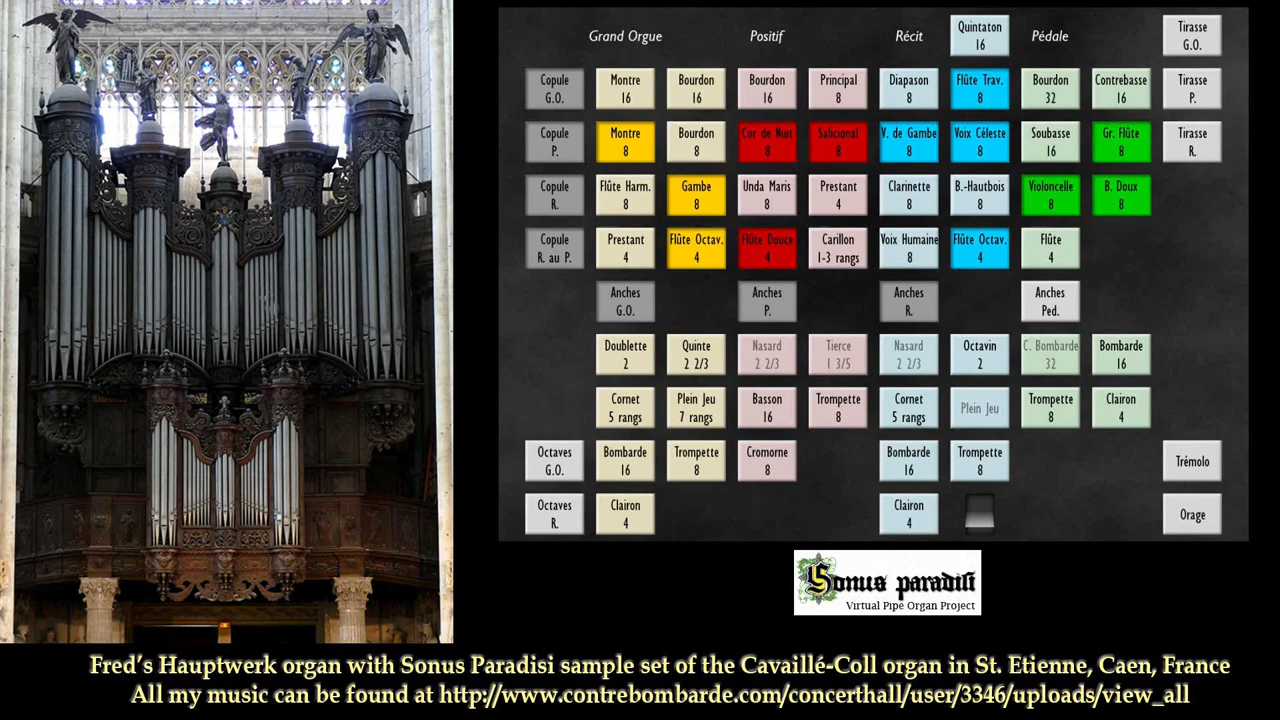 Quintaton
16
Tirasse
G.O.
Grand Orgue
Positif
Récit
Pédale
Copule
G.O.
Montre
16
Bourdon
16
Bourdon
16
Principal
8
Diapason
8
Flûte Trav.
8
Bourdon
32
Contrebasse
16
Tirasse
P.
Copule
P.
Montre
8
Bourdon
8
Cor de Nuit
8
Salicional
8
V. de Gambe
8
Voix Céleste
8
Soubasse
16
Gr. Flûte
8
Tirasse
R.
Copule
R.
Flûte Harm.
8
Gambe
8
Unda Maris
8
Prestant
4
Clarinette
8
B.-Hautbois
8
Violoncelle
8
B. Doux
8
Copule
R. au P.
Prestant
4
Flûte Octav.
4
Flûte Douce
4
Carillon
1-3 rangs
Voix Humaine
8
Flûte Octav.
4
Flûte
4
Anches
G.O.
Anches
P.
Anches
R.
Anches
Ped.
Doublette
2
Quinte
2 2/3
Nasard
2 2/3
Tierce
1 3/5
Nasard
2 2/3
Octavin
2
C. Bombarde
32
Bombarde
16
Cornet
5 rangs
Plein Jeu
7 rangs
Basson
16
Trompette
8
Cornet
5 rangs
Plein Jeu
Trompette
8
Clairon
4
Octaves
G.O.
Bombarde
16
Trompette
8
Cromorne
8
Bombarde
16
Trompette
8
Trémolo
Octaves
R.
Clairon
4
Clairon
4
Orage
Sonus paradisi
Virtual Pipe Organ Project
Fred's Hauptwerk organ with Sonus Paradisi sample set of the Cavaillé-Coll organ in St. Etienne, Caen, France
All my music can be found at http://www.contrebombarde.com/concerthall/user/3346/uploads/view_all